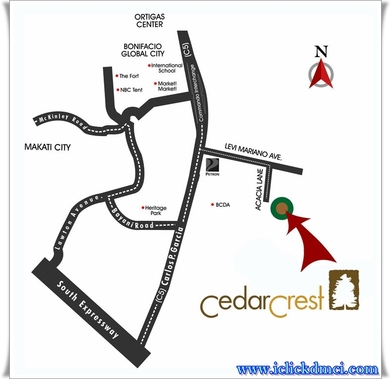 ORTIGAS
CENTER
BONIFACIO
GLOBAL CITY
(C.5)
N
International
School
The Fort
Market!
Market!
NBC Tent
Commando Interchange
McKinley Road
MAKATI CITY
LEVI MARIANO AVE.
PETRON
ACACIA LANE
Heritage
Park
BCDA
Lawton Avenue
Bayani Road
(C5) Carlos P. Garcia
South Expressway
cedarcrest
www.iclickdmci.com